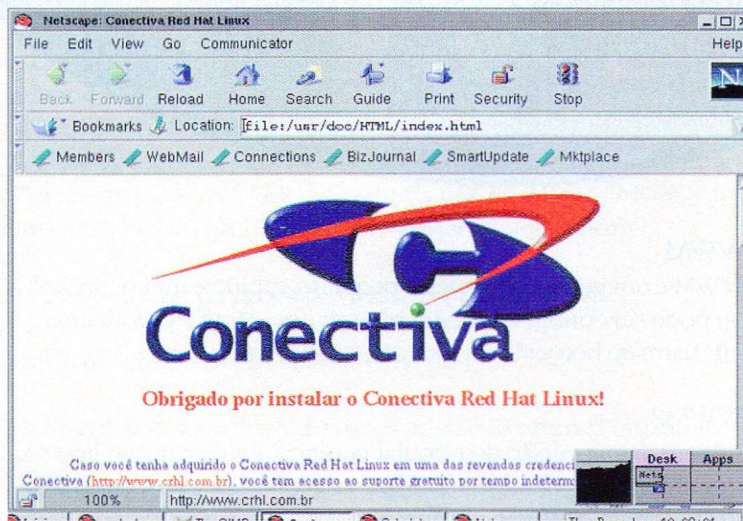 Netscape: Conectiva Red Hat Linux
File Edit View Go Communicator Help
Back Forward Reload Home Search Guide Print Security Stop
N
Bookmarks Location: file:/usr/doc/HTML/index.html
Members WebMail Connections BizJournal SmartUpdate Mktplace
Conectiva
Obrigado por instalar o Conectiva Red Hat Linux!
Caso você tenha adquirido o Conectiva Red Hat Linux em uma das revendas credenci
Conectiva (http://www.crhl.com.br), você tem acesso ao suporte gratuito por tempo indeterm
Desk Apps
Nets
100% http://www.crhl.com.br